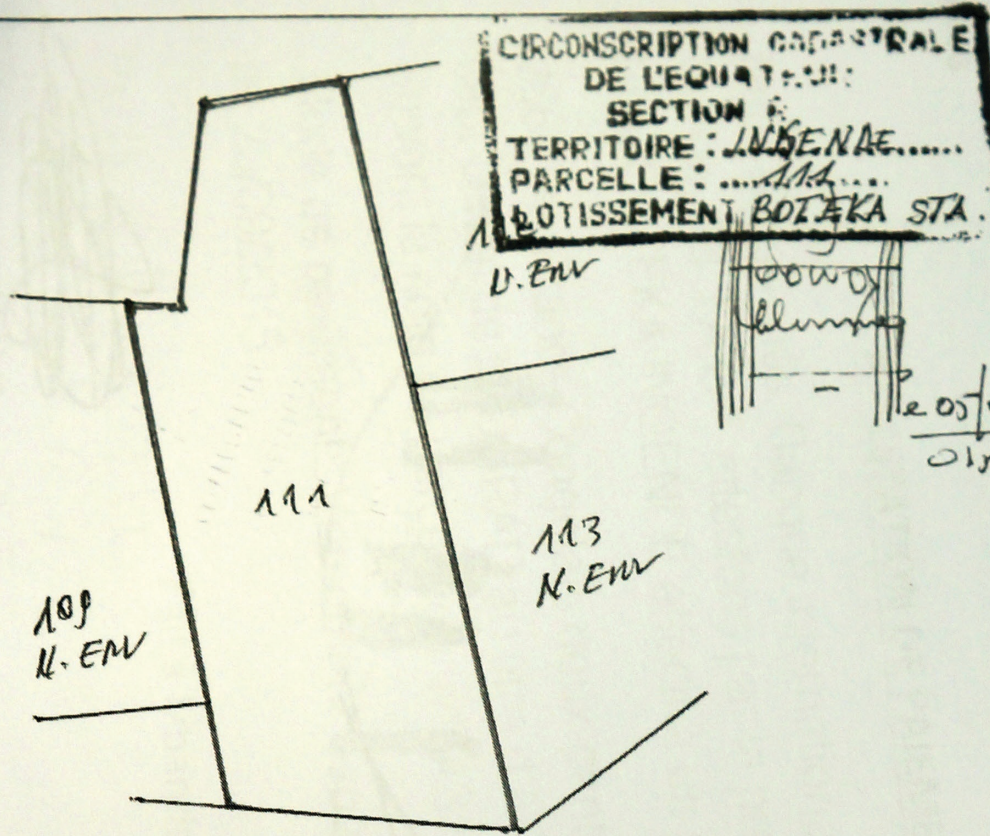 CIRCONSCRIPTION CADASTRALE
DE L'EQUATEUR
SECTION
TERRITOIRE : INGENDE
PARCELLE : 111
LOTISSEMENT BOTEKA STA.
N. ENV
111
113
N. ENV
109
N. ENV